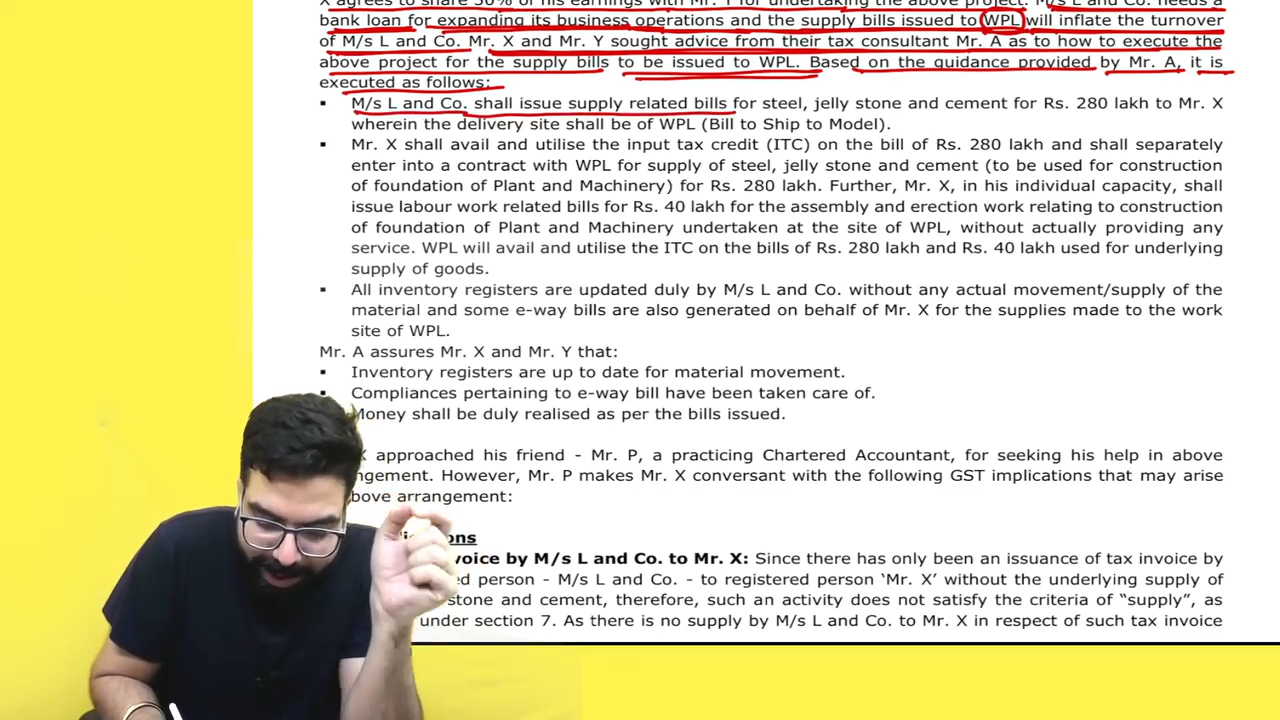 X agrees to share 50% of his earnings with Mr. Y for undertaking the above project. M/s L and Co. needs a
bank loan for expanding its business operations and the supply bills issued to WPL will inflate the turnover
of M/s L and Co. Mr. X and Mr. Y sought advice from their tax consultant Mr. A as to how to execute the
above project for the supply bills to be issued to WPL. Based on the guidance provided by Mr. A, it is
executed as follows:
▪ M/s L and Co. shall issue supply related bills for steel, jelly stone and cement for Rs. 280 lakh to Mr. X
wherein the delivery site shall be of WPL (Bill to Ship to Model).
▪ Mr. X shall avail and utilise the input tax credit (ITC) on the bill of Rs. 280 lakh and shall separately
enter into a contract with WPL for supply of steel, jelly stone and cement (to be used for construction
of foundation of Plant and Machinery) for Rs. 280 lakh. Further, Mr. X, in his individual capacity, shall
issue labour work related bills for Rs. 40 lakh for the assembly and erection work relating to construction
of foundation of Plant and Machinery undertaken at the site of WPL, without actually providing any
service. WPL will avail and utilise the ITC on the bills of Rs. 280 lakh and Rs. 40 lakh used for underlying
supply of goods.
▪ All inventory registers are updated duly by M/s L and Co. without any actual movement/supply of the
material and some e-way bills are also generated on behalf of Mr. X for the supplies made to the work
site of WPL.
Mr. A assures Mr. X and Mr. Y that:
▪ Inventory registers are up to date for material movement.
▪ Compliances pertaining to e-way bill have been taken care of.
Money shall be duly realised as per the bills issued.
X approached his friend - Mr. P, a practicing Chartered Accountant, for seeking his help in above
ngement. However, Mr. P makes Mr. X conversant with the following GST implications that may arise
bove arrangement:
ons
voice by M/s L and Co. to Mr. X: Since there has only been an issuance of tax invoice by
ed person - M/s L and Co. - to registered person ‘Mr. X’ without the underlying supply of
stone and cement, therefore, such an activity does not satisfy the criteria of “supply”, as
under section 7. As there is no supply by M/s L and Co. to Mr. X in respect of such tax invoice